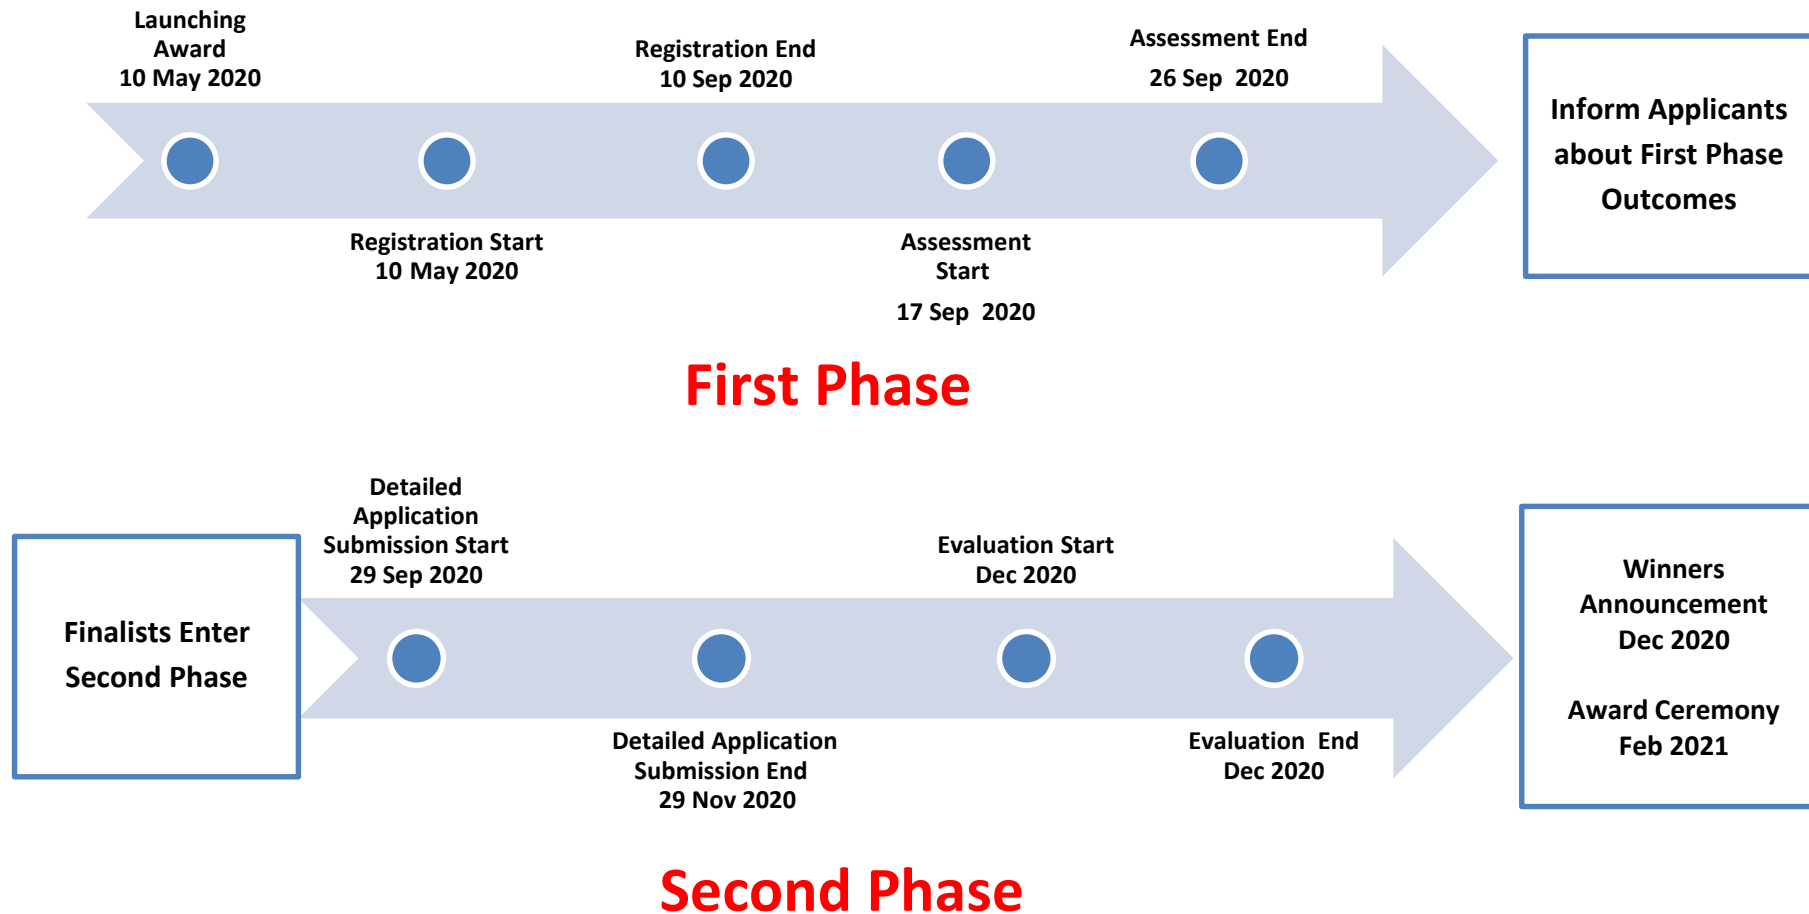 Launching
Award
10 May 2020
Registration End
10 Sep 2020
Assessment End
26 Sep  2020
Inform Applicants
about First Phase
Outcomes
Registration Start
10 May 2020
Assessment
Start
17 Sep  2020
First Phase
Finalists Enter
Second Phase
Detailed
Application
Submission Start
29 Sep 2020
Evaluation Start
Dec 2020
Detailed Application
Submission End
29 Nov 2020
Evaluation  End
Dec 2020
Winners
Announcement
Dec 2020
Award Ceremony
Feb 2021
Second Phase